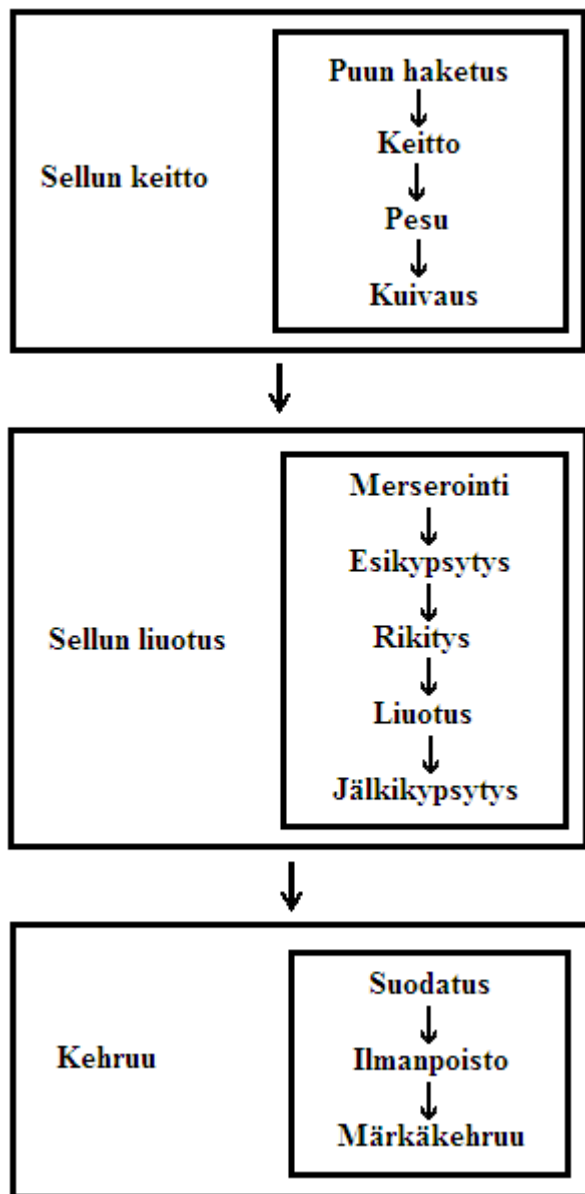 Sellun keitto
Puun haketus
Keitto
Pesu
Kuivaus
Sellun liuotus
Merserointi
Esikypsytys
Rikitys
Liuotus
Jälkikypsytys
Kehruu
Suodatus
Ilmanpoisto
Märkäkehruu